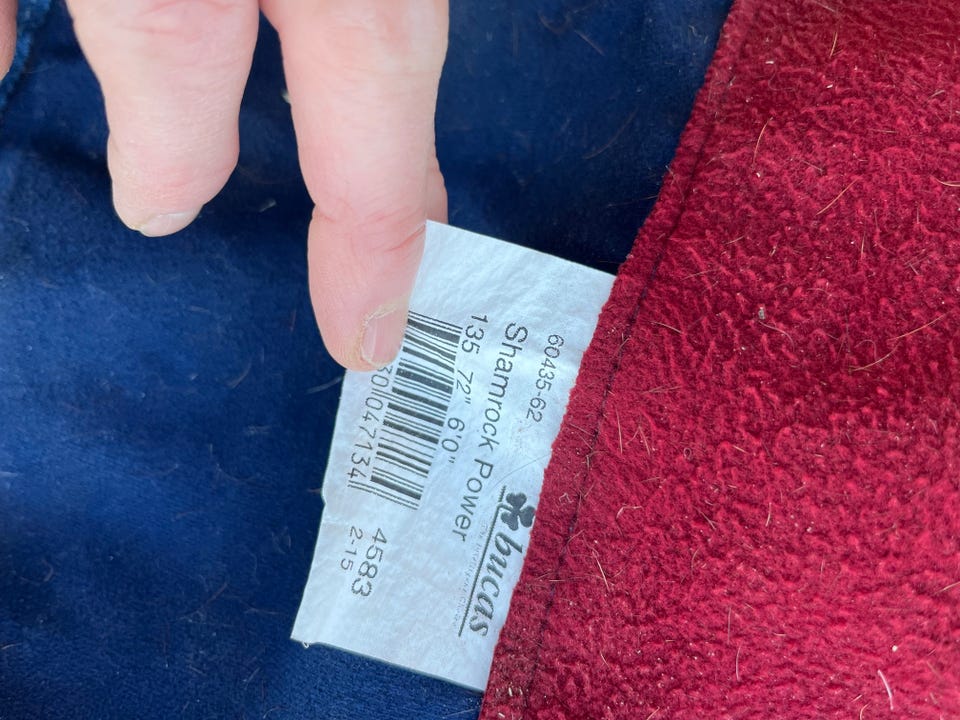 60435-62
bucas
Shamrock Power
135 72" 6'0"
4583
2-15